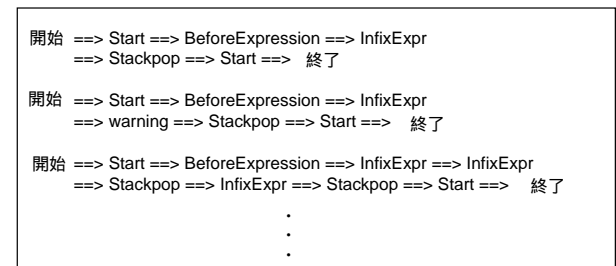 開始 ==> Start ==> BeforeExpression ==> InfixExpr
==> Stackpop ==> Start ==> 終了
開始 ==> Start ==> BeforeExpression ==> InfixExpr
==> warning ==> Stackpop ==> Start ==> 終了
開始 ==> Start ==> BeforeExpression ==> InfixExpr ==> InfixExpr
==> Stackpop ==> InfixExpr ==> Stackpop ==> Start ==> 終了
.
.
.